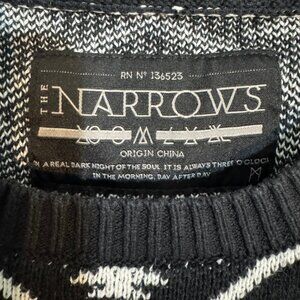 RN Nº 136523
THE NARROWS
ORIGIN CHINA
IN A REAL DARK NIGHT OF THE SOUL IT IS ALWAYS THREE O'CLOCK
IN THE MORNING, DAY AFTER DAY